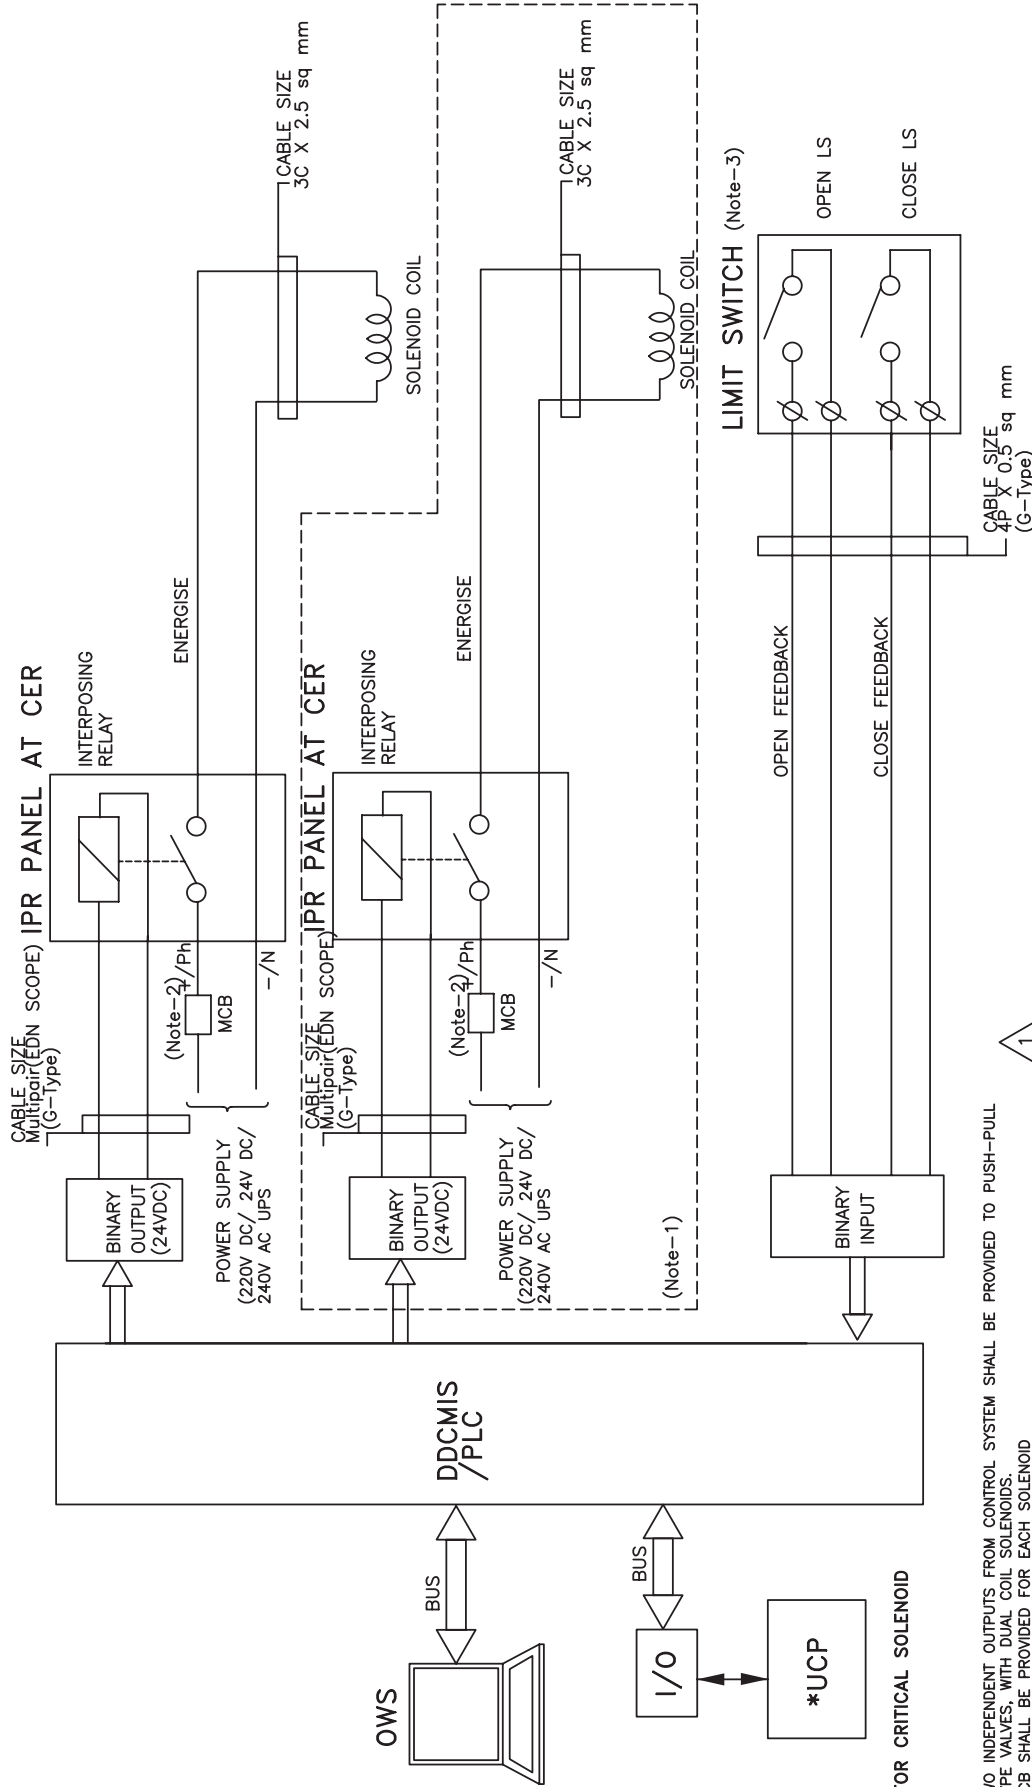 IPR PANEL AT CER
INTERPOSING
RELAY
CABLE SIZE
Multipair(EDN SCOPE)
(G-Type)
BINARY
OUTPUT
(24VDC)
(Note-2)
+/Ph
MCB
-/N
POWER SUPPLY
(220V DC/ 24V DC/
240V AC UPS
ENERGISE
CABLE SIZE
3C X 2.5 sq mm
SOLENOID COIL
IPR PANEL AT CER
INTERPOSING
RELAY
CABLE SIZE
Multipair(EDN SCOPE)
(G-Type)
BINARY
OUTPUT
(24VDC)
(Note-2)
+/Ph
MCB
-/N
POWER SUPPLY
(220V DC/ 24V DC/
240V AC UPS
ENERGISE
CABLE SIZE
3C X 2.5 sq mm
SOLENOID COIL
(Note-1)
LIMIT SWITCH (Note-3)
OPEN LS
CLOSE LS
CABLE SIZE
4P X 0.5 sq mm
(G-Type)
OPEN FEEDBACK
CLOSE FEEDBACK
BINARY
INPUT
DDCMIS
/PLC
BUS
BUS
OWS
I/O
*UCP
CRITICAL SOLENOID
INDEPENDENT OUTPUTS FROM CONTROL SYSTEM SHALL BE PROVIDED TO PUSH-PULL
VALVES, WITH DUAL COIL SOLENOIDS.
SHALL BE PROVIDED FOR EACH SOLENOID
1